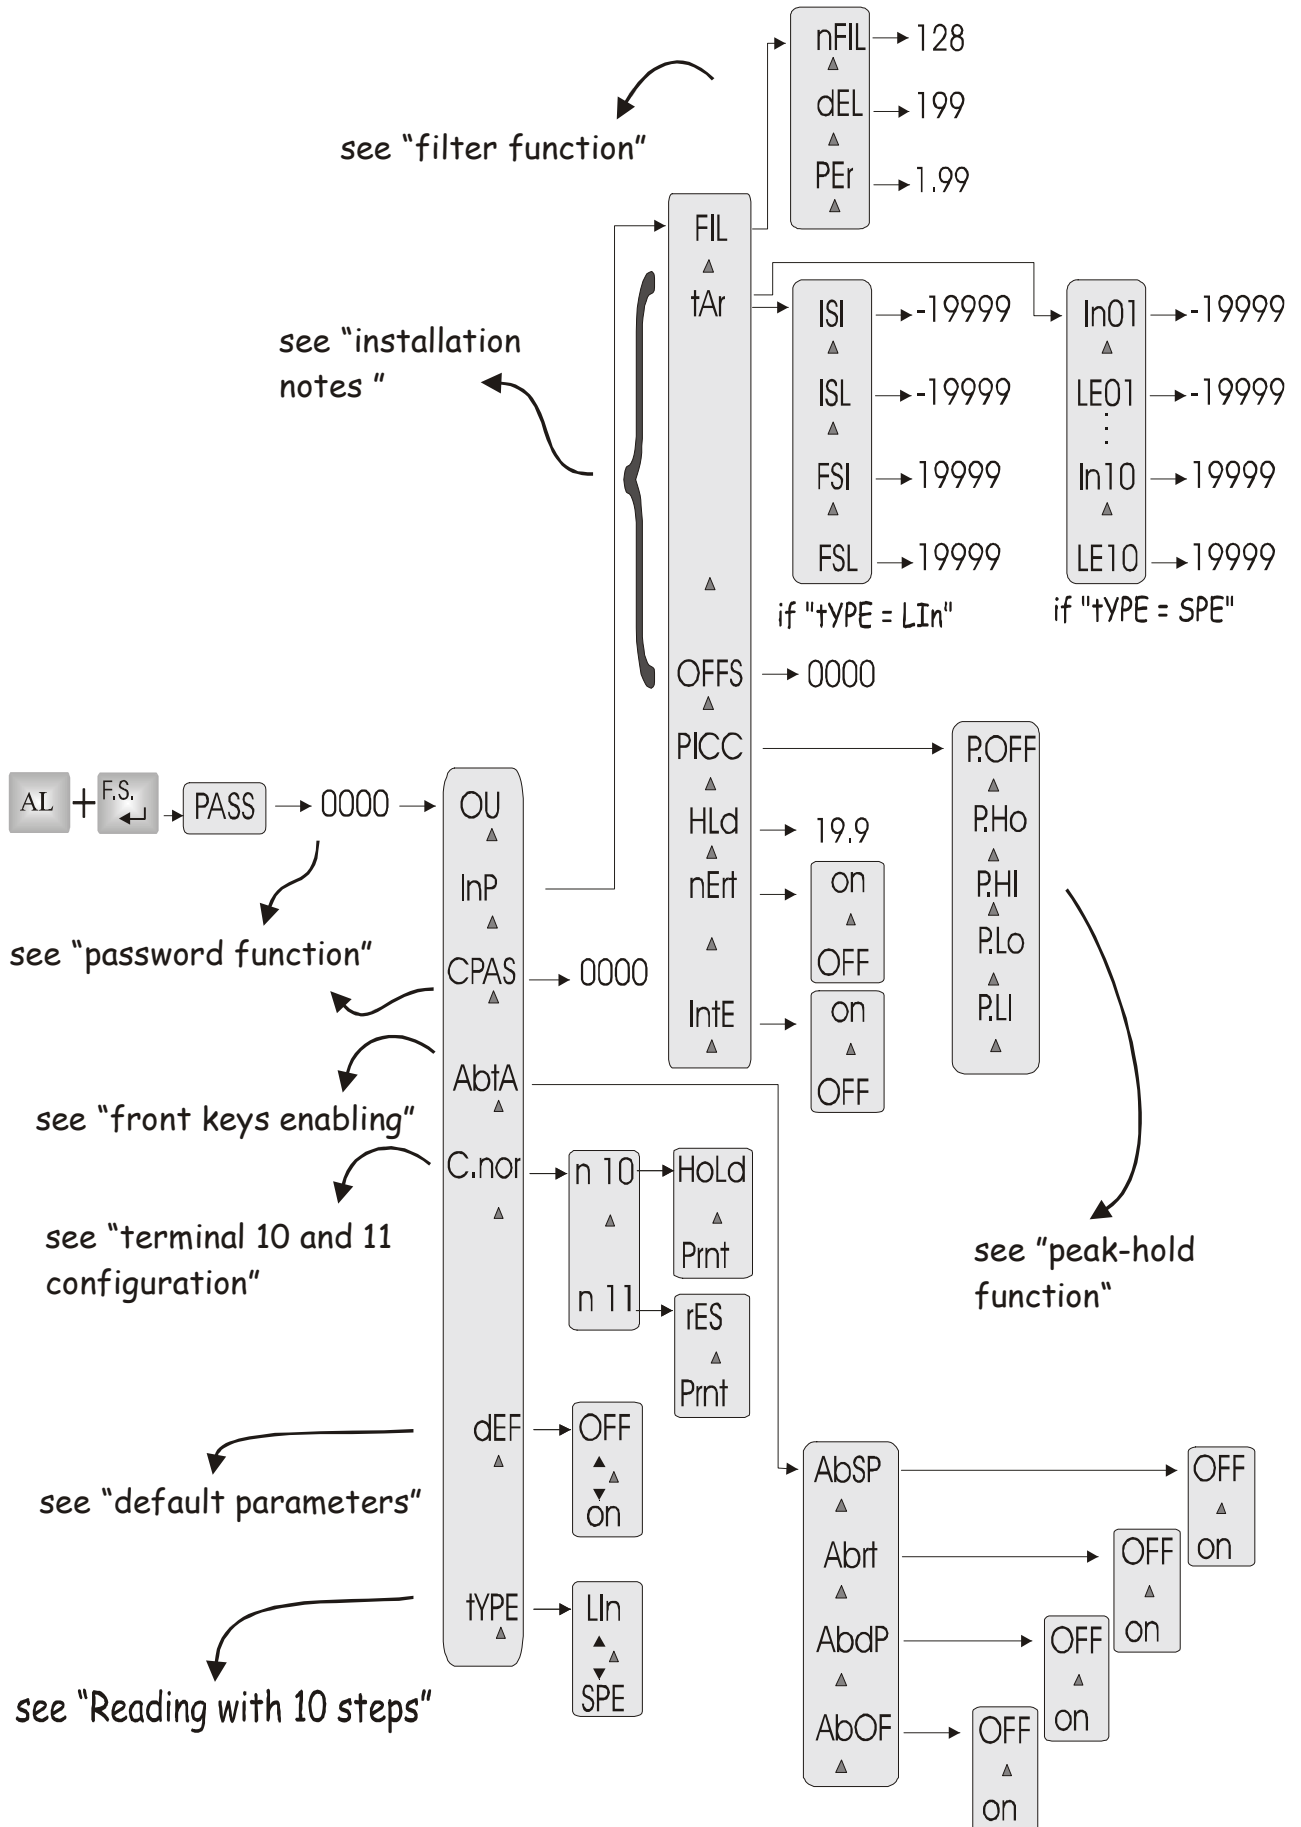 nFIL
128
dEL
199
PEr
1.99
see “filter function”
FIL
tAr
ISI
-19999
ISL
-19999
FSI
19999
FSL
19999
if "tYPE = LIn"
In01
-19999
LE01
-19999
In10
19999
LE10
19999
if "tYPE = SPE"
see “installation
notes ”
OFFS
0000
PICC
HLd
19.9
nErt
on
OFF
IntE
on
OFF
P.OFF
P.Ho
P.HI
P.Lo
P.LI
see ”peak-hold
function“
AL
+
F.S.
PASS
0000
see “password function”
OU
InP
CPAS
0000
AbtA
see “front keys enabling”
C.nor
see “terminal 10 and 11
configuration”
n 10
HoLd
Prnt
n 11
rES
Prnt
dEF
OFF
on
see “default parameters”
tYPE
LIn
SPE
see “Reading with 10 steps”
AbSP
OFF
on
Abrt
OFF
on
AbdP
OFF
on
AbOF
OFF
on